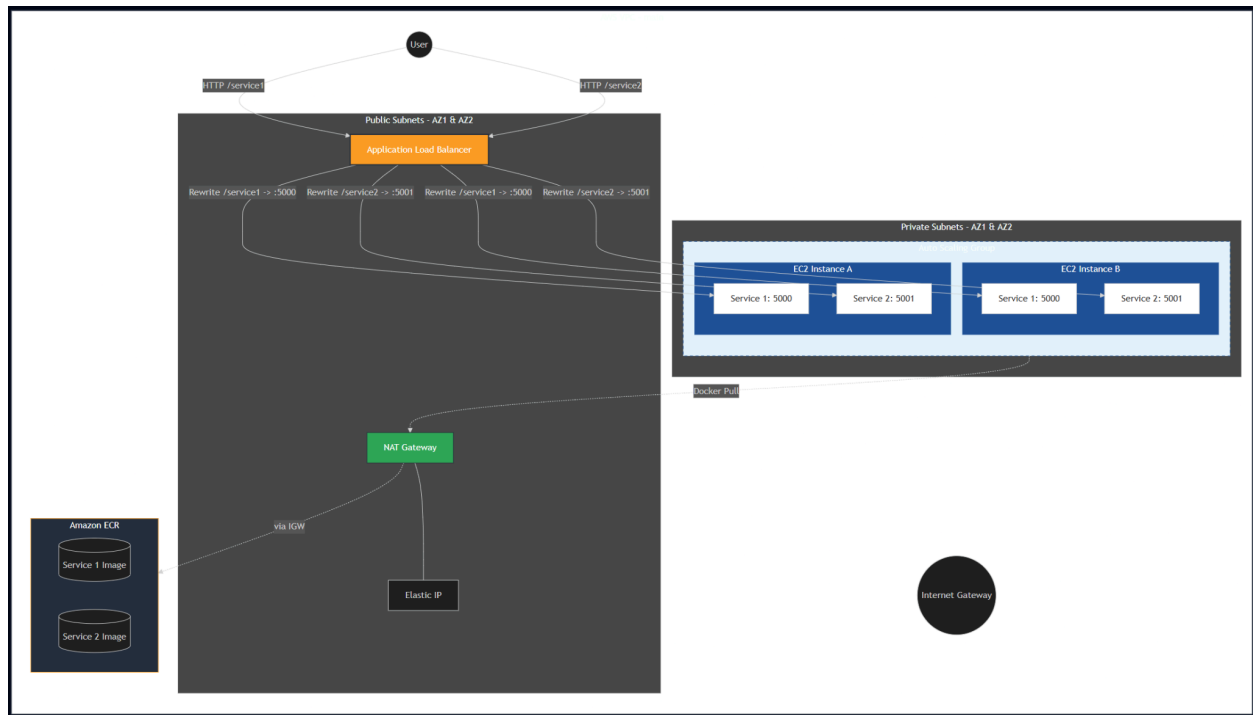 User
HTTP /service1
HTTP /service2
Public Subnets - AZ1 & AZ2
Application Load Balancer
Rewrite /service1 -> :5000
Rewrite /service2 -> :5001
Rewrite /service1 -> :5000
Rewrite /service2 -> :5001
Private Subnets - AZ1 & AZ2
EC2 Instance A
EC2 Instance B
Service 1: 5000
Service 2: 5001
Service 1: 5000
Service 2: 5001
Docker Pull
NAT Gateway
Amazon ECR
via IGW
Service 1 Image
Elastic IP
Internet Gateway
Service 2 Image